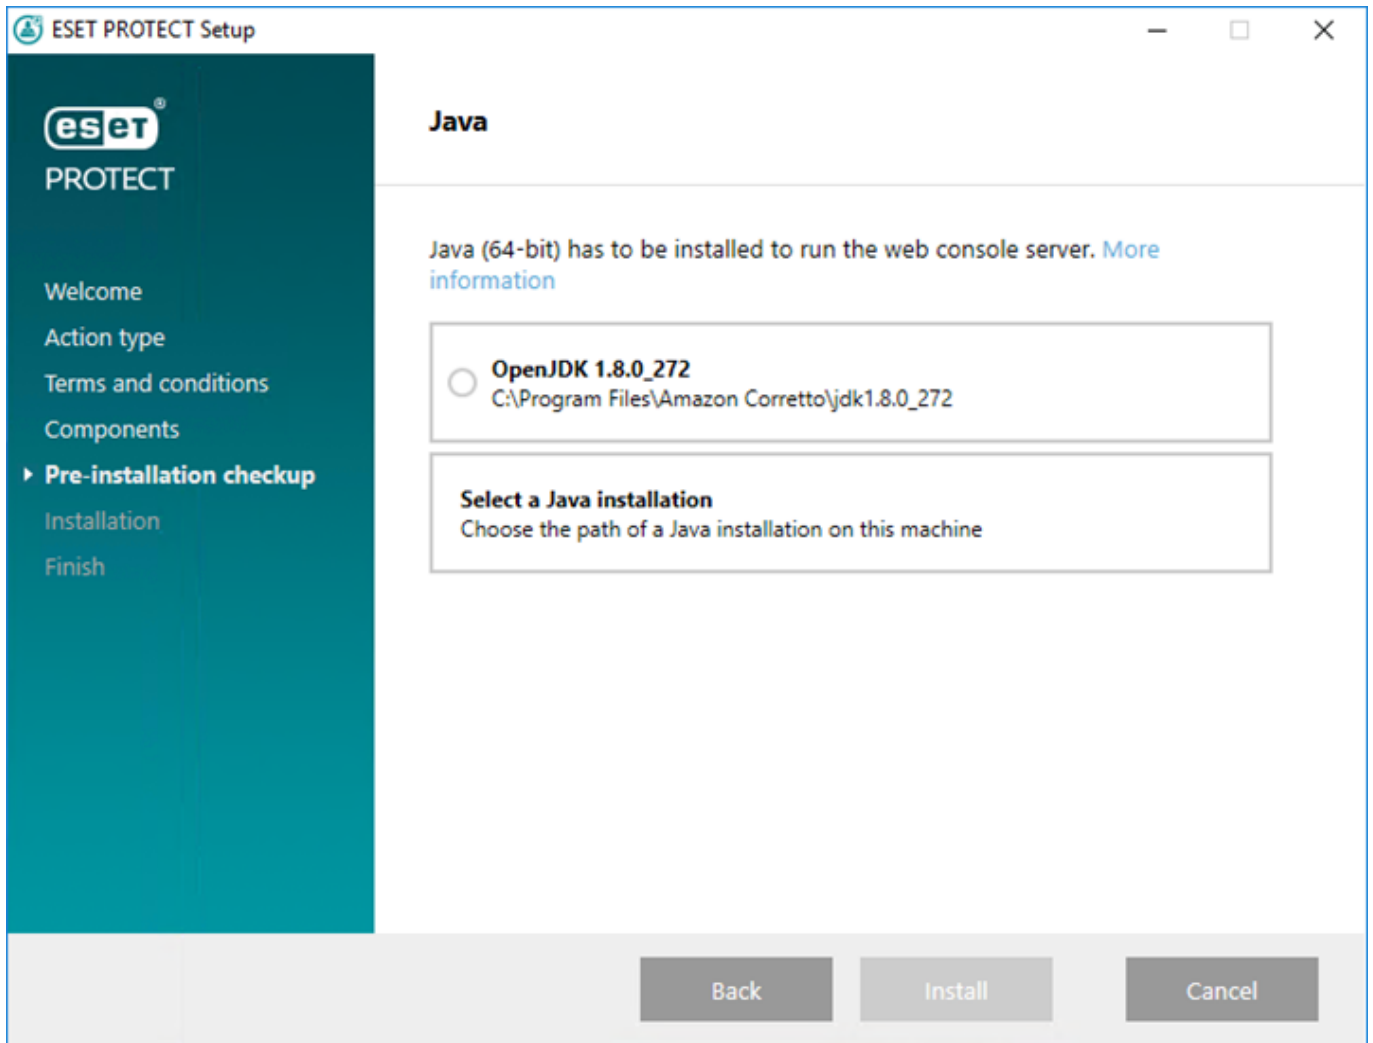 ESET PROTECT Setup
eseT®
PROTECT
Welcome
Action type
Terms and conditions
Components
Pre-installation checkup
Installation
Finish
Java
Java (64-bit) has to be installed to run the web console server. More
information
OpenJDK 1.8.0_272
C:\Program Files\Amazon Corretto\jdk1.8.0_272
Select a Java installation
Choose the path of a Java installation on this machine
Back
Install
Cancel